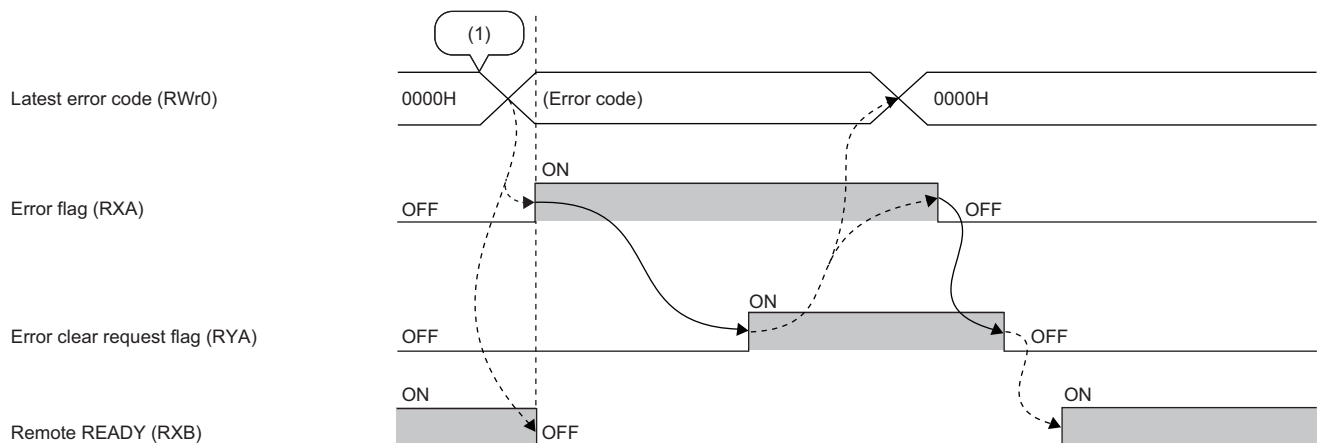 (1)
Latest error code (RWr0)
0000H
(Error code)
0000H
ON
Error flag (RXA)
OFF
OFF
ON
Error clear request flag (RYA)
OFF
OFF
ON
ON
Remote READY (RXB)
OFF